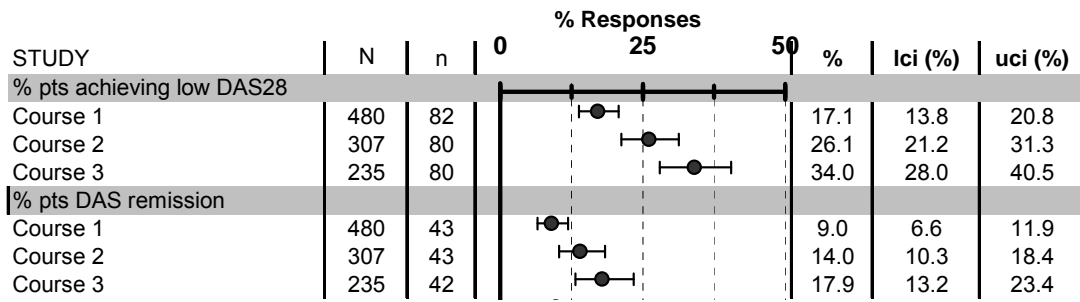 % Responses
STUDY N n 0 25 50 % lci (%) uci (%)
% pts achieving low DAS28
Course 1 480 82 17.1 13.8 20.8
Course 2 307 80 26.1 21.2 31.3
Course 3 235 80 34.0 28.0 40.5
% pts DAS remission
Course 1 480 43 9.0 6.6 11.9
Course 2 307 43 14.0 10.3 18.4
Course 3 235 42 17.9 13.2 23.4